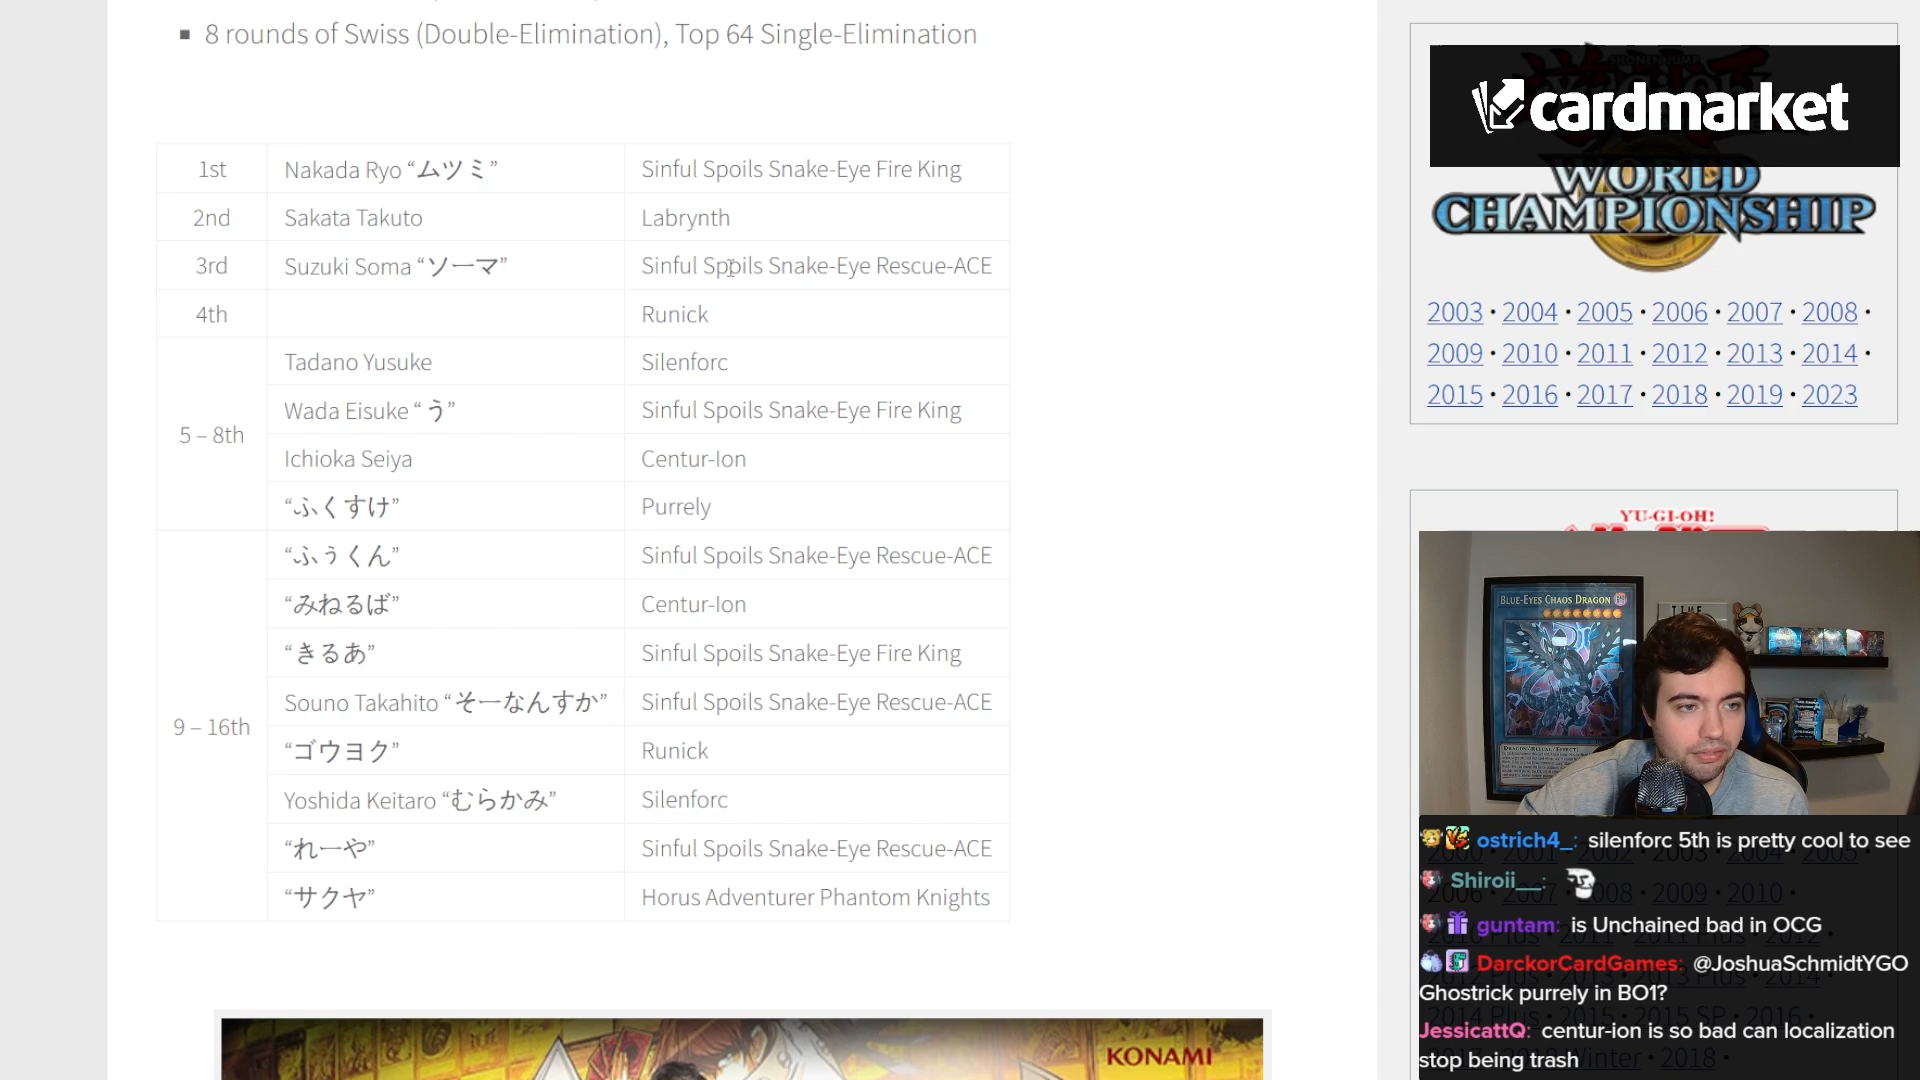 8 rounds of Swiss (Double-Elimination), Top 64 Single-Elimination
1st Nakada Ryo “ムツミ” Sinful Spoils Snake-Eye Fire King
2nd Sakata Takuto Labrynth
3rd Suzuki Soma “ソーマ” Sinful Spoils Snake-Eye Rescue-ACE
4th Runick
5 – 8th
Tadano Yusuke Silenforc
Wada Eisuke “う” Sinful Spoils Snake-Eye Fire King
Ichioka Seiya Centur-Ion
“ふくすけ” Purrely
9 – 16th
“ふぅくん” Sinful Spoils Snake-Eye Rescue-ACE
“みねるば” Centur-Ion
“きるあ” Sinful Spoils Snake-Eye Fire King
Souno Takahito “そーなんすか” Sinful Spoils Snake-Eye Rescue-ACE
“ゴウヨク” Runick
Yoshida Keitaro “むらかみ” Silenforc
“れーや” Sinful Spoils Snake-Eye Rescue-ACE
“サクヤ” Horus Adventurer Phantom Knights
KONAMI
cardmarket
WORLD
CHAMPIONSHIP
2003 • 2004 • 2005 • 2006 • 2007 • 2008 •
2009 • 2010 • 2011 • 2012 • 2013 • 2014 •
2015 • 2016 • 2017 • 2018 • 2019 • 2023
YU-GI-OH!
BLUE-EYES CHAOS DRAGON
ostrich4_: silenforc 5th is pretty cool to see
Shiroii__:
guntam: is Unchained bad in OCG
DarckorCardGames: @JoshuaSchmidtYGO
Ghostrick purrely in BO1?
JessicattQ: centur-ion is so bad can localization
stop being trash